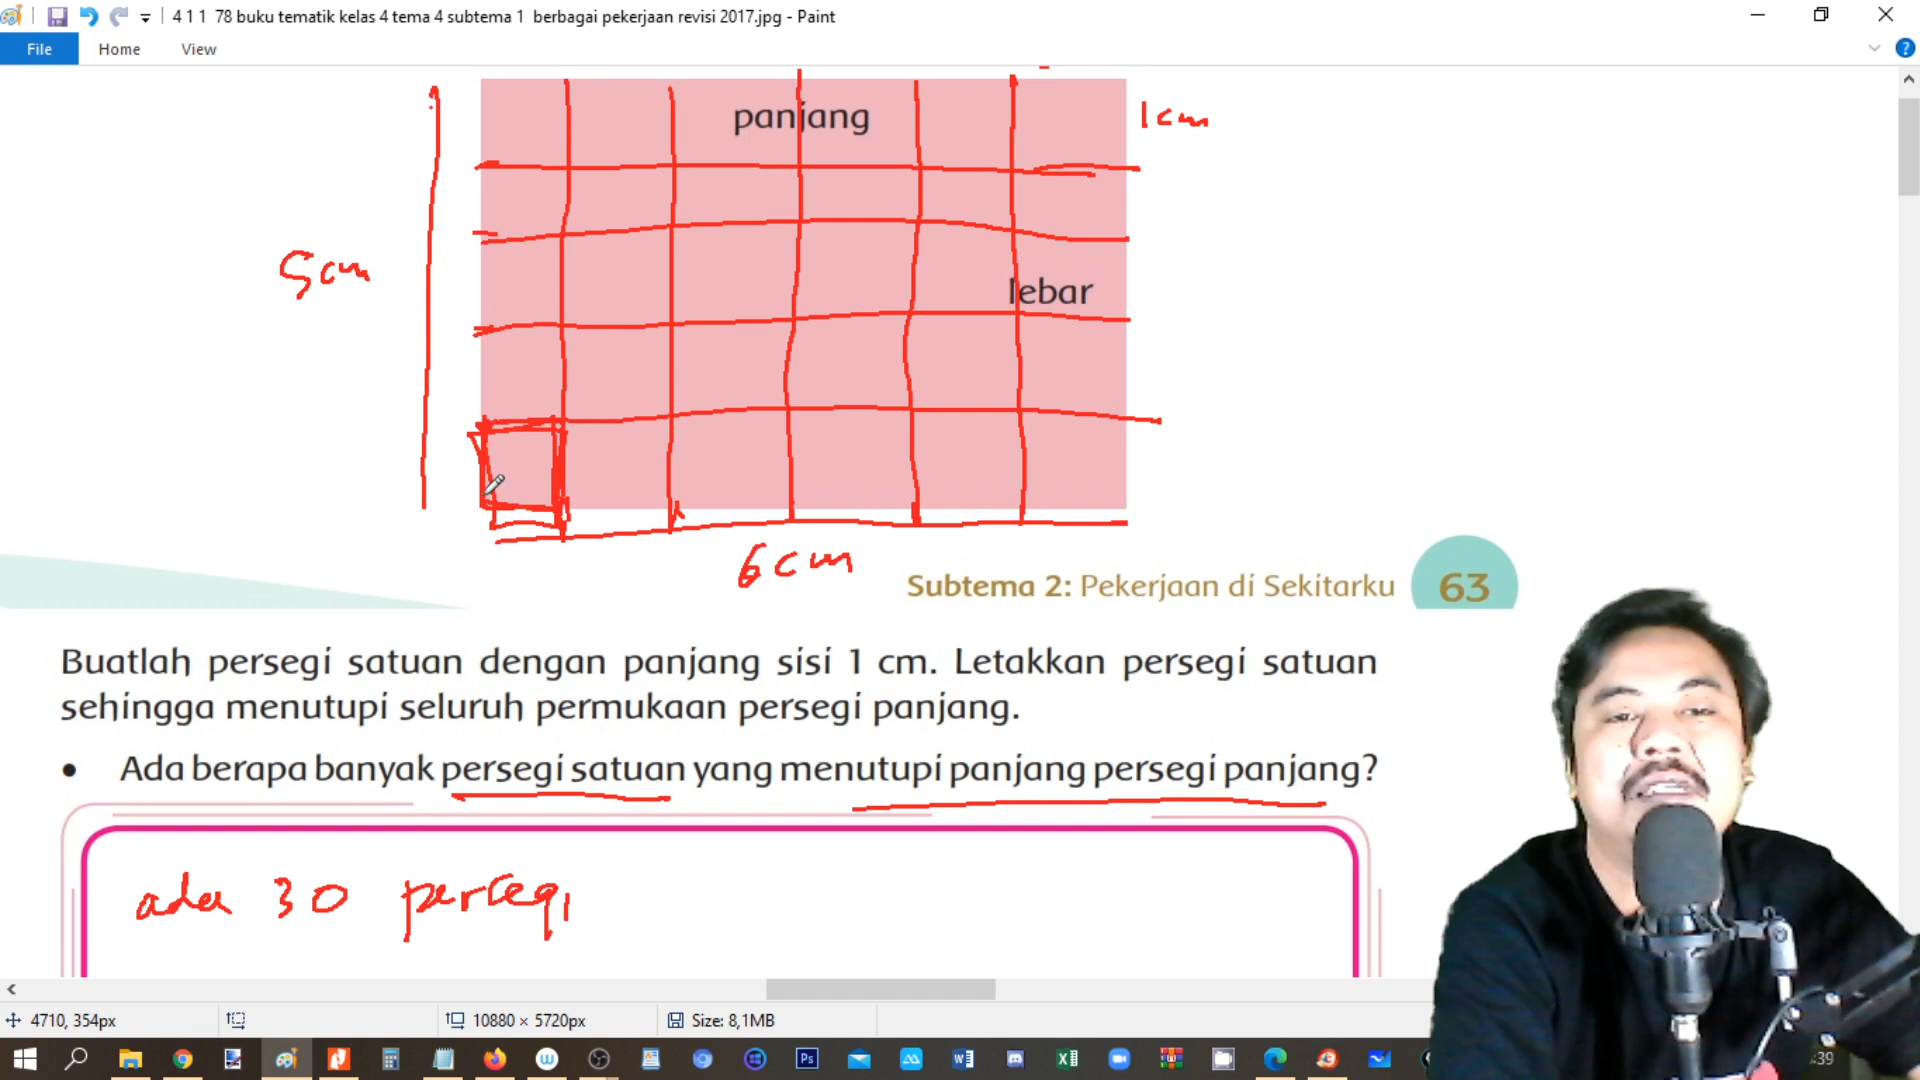 4 1 1  78 buku tematik kelas 4 tema 4 subtema 1  berbagai pekerjaan revisi 2017.jpg - Paint
File Home View
panjang
1cm
5cm
lebar
6cm
Subtema 2: Pekerjaan di Sekitarku 63
Buatlah persegi satuan dengan panjang sisi 1 cm. Letakkan persegi satuan
sehingga menutupi seluruh permukaan persegi panjang.
• Ada berapa banyak persegi satuan yang menutupi panjang persegi panjang?
ada 30 persegi
4710, 354px 10880 × 5720px Size: 8,1MB
Ps
:39